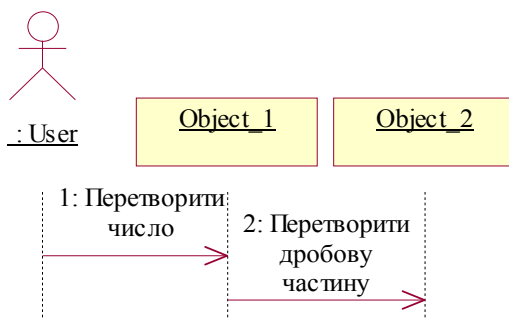 _: User
Object_1
Object_2
1: Перетворити
число
2: Перетворити
дробову
частину